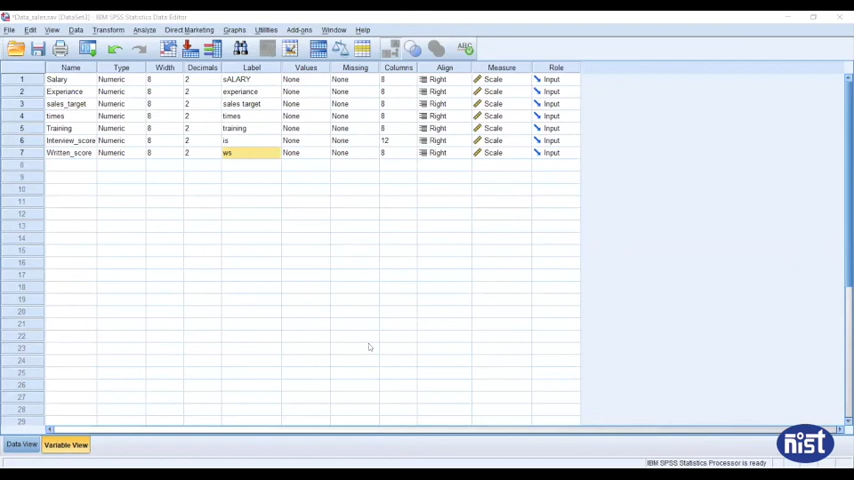 *Data_sales.sav [DataSet3] - IBM SPSS Statistics Data Editor
File Edit View Data Transform Analyze Direct Marketing Graphs Utilities Add-ons Window Help
Name Type Width Decimals Label Values Missing Columns Align Measure Role
1 Salary Numeric 8 2 sALARY None None 8 Right Scale Input
2 Experiance Numeric 8 2 experiance None None 8 Right Scale Input
3 sales_target Numeric 8 2 sales target None None 8 Right Scale Input
4 times Numeric 8 2 times None None 8 Right Scale Input
5 Training Numeric 8 2 training None None 8 Right Scale Input
6 Interview_score Numeric 8 2 is None None 12 Right Scale Input
7 Written_score Numeric 8 2 ws None None 8 Right Scale Input
8
9
10
11
12
13
14
15
16
17
18
19
20
21
22
23
24
25
26
27
28
29
Data View Variable View
nist
IBM SPSS Statistics Processor is ready